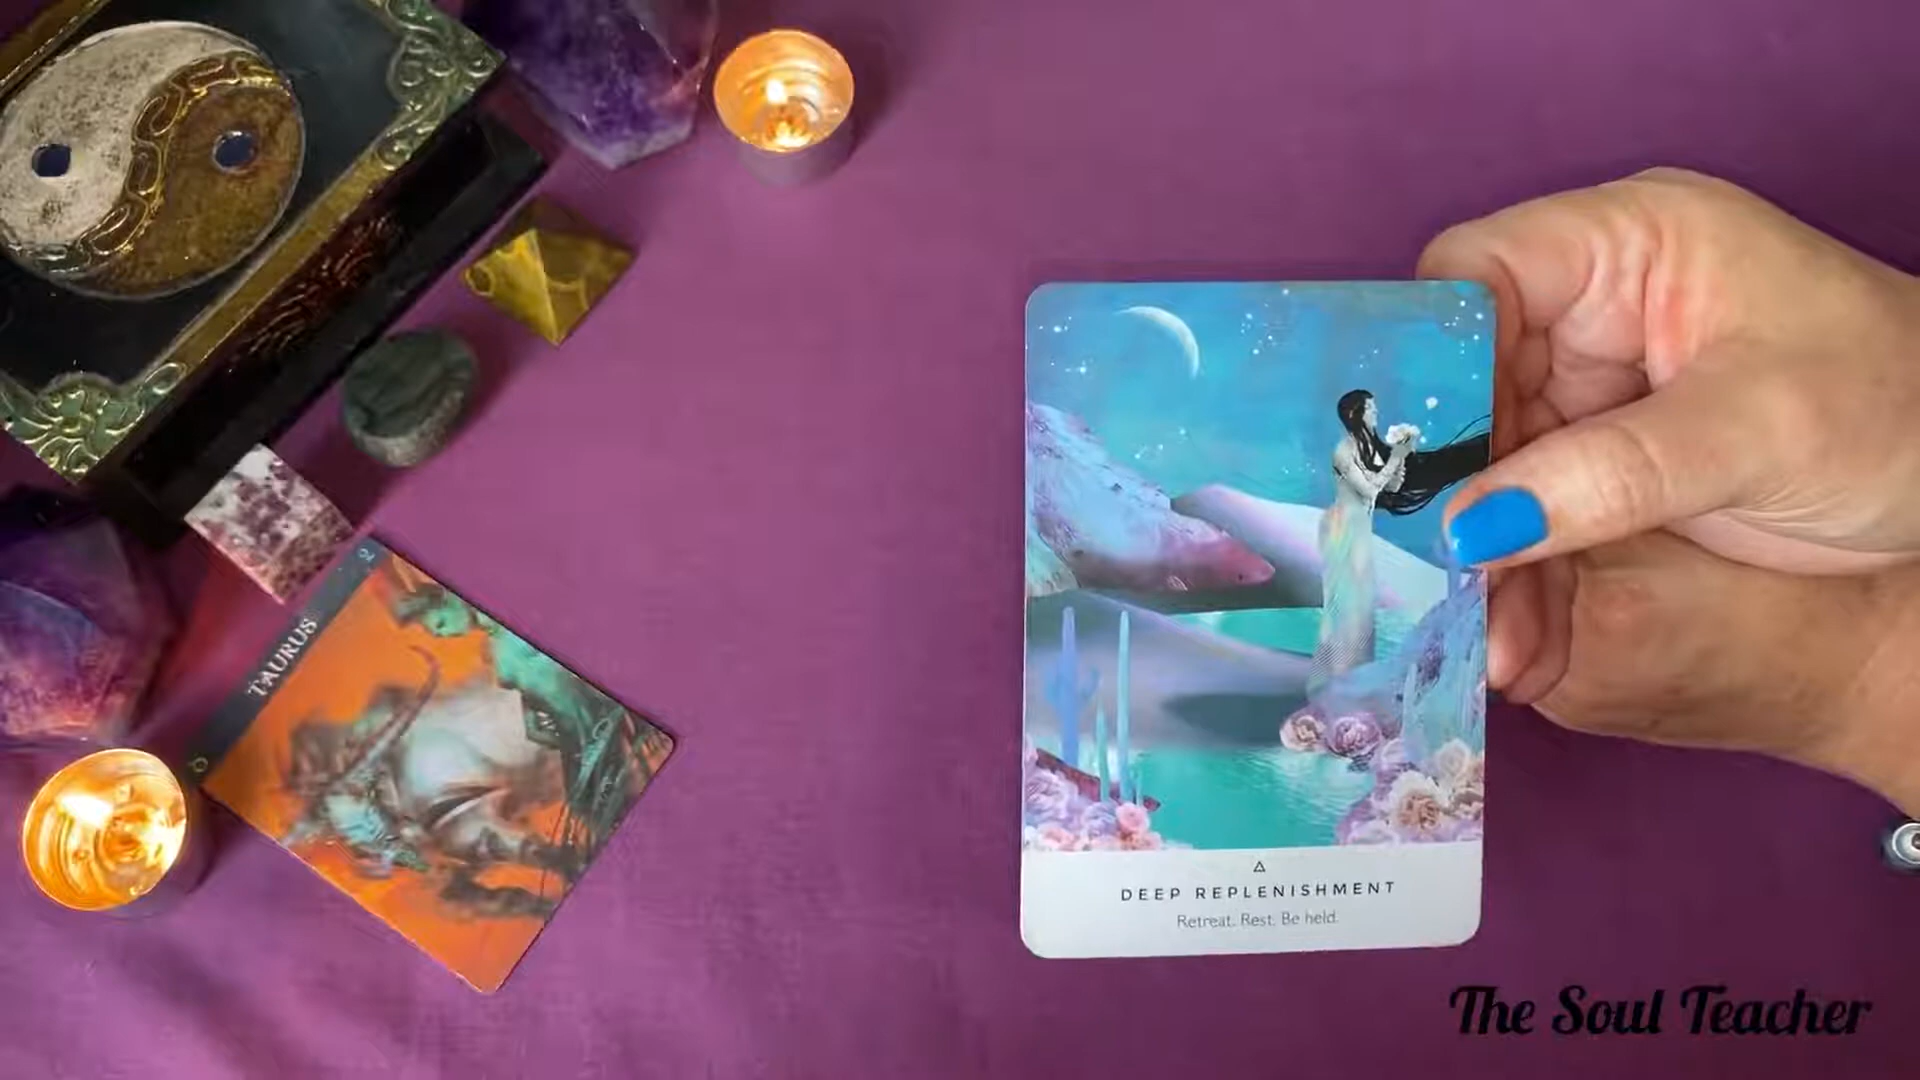 TAURUS
DEEP REPLENISHMENT
Retreat. Rest. Be held.
The Soul Teacher